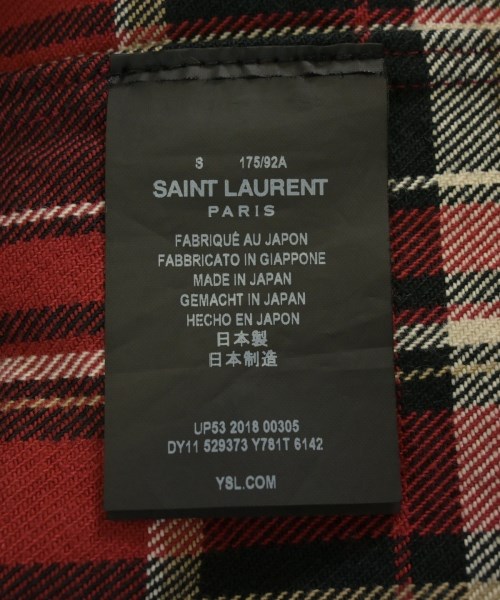 S 175/92A
SAINT LAURENT
PARIS
FABRIQUÉ AU JAPON
FABBRICATO IN GIAPPONE
MADE IN JAPAN
GEMACHT IN JAPAN
HECHO EN JAPON
日本製
日本制造
UP53 2018 00305
DY11 529373 Y781T 6142
YSL.COM